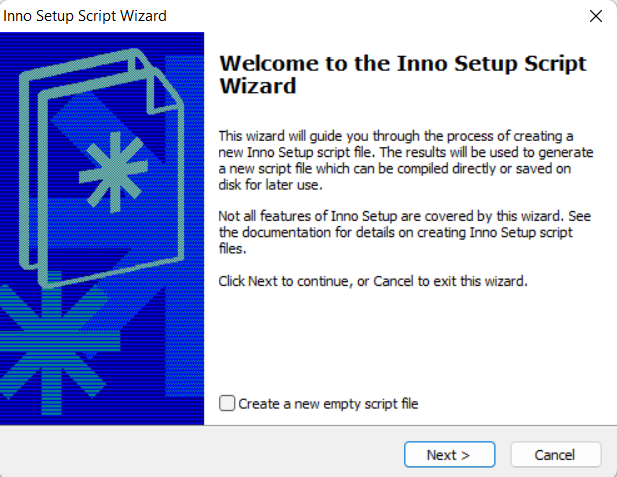 Inno Setup Script Wizard
Welcome to the Inno Setup Script
Wizard
This wizard will guide you through the process of creating a
new Inno Setup script file. The results will be used to generate
a new script file which can be compiled directly or saved on
disk for later use.
Not all features of Inno Setup are covered by this wizard. See
the documentation for details on creating Inno Setup script
files.
Click Next to continue, or Cancel to exit this wizard.
Create a new empty script file
Next >
Cancel